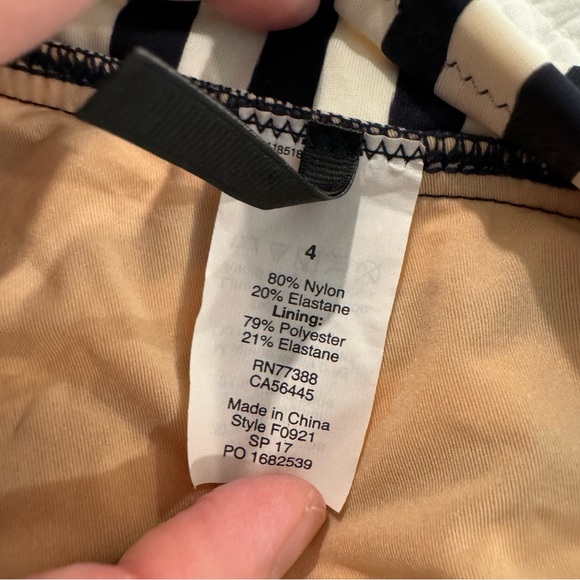 4
80% Nylon
20% Elastane
Lining:
79% Polyester
21% Elastane
RN77388
CA56445
Made in China
Style F0921
SP 17
PO 1682539